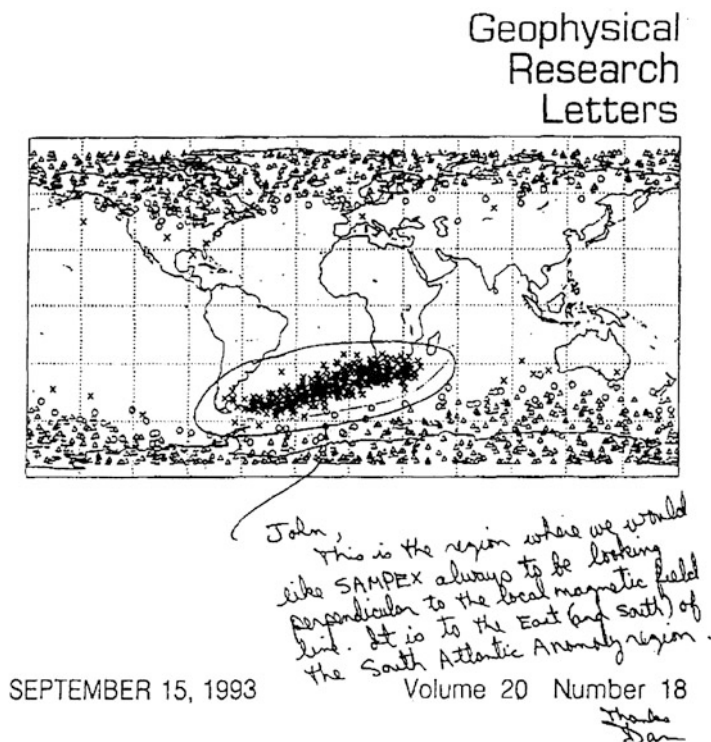 Geophysical
Research
Letters
John,
This is the region where we would
like SAMPEX always to be looking
perpendicular to the local magnetic field
line. It is to the East (and South) of
the South Atlantic Anomaly region.
SEPTEMBER 15, 1993 Volume 20 Number 18
Thanks
Dan